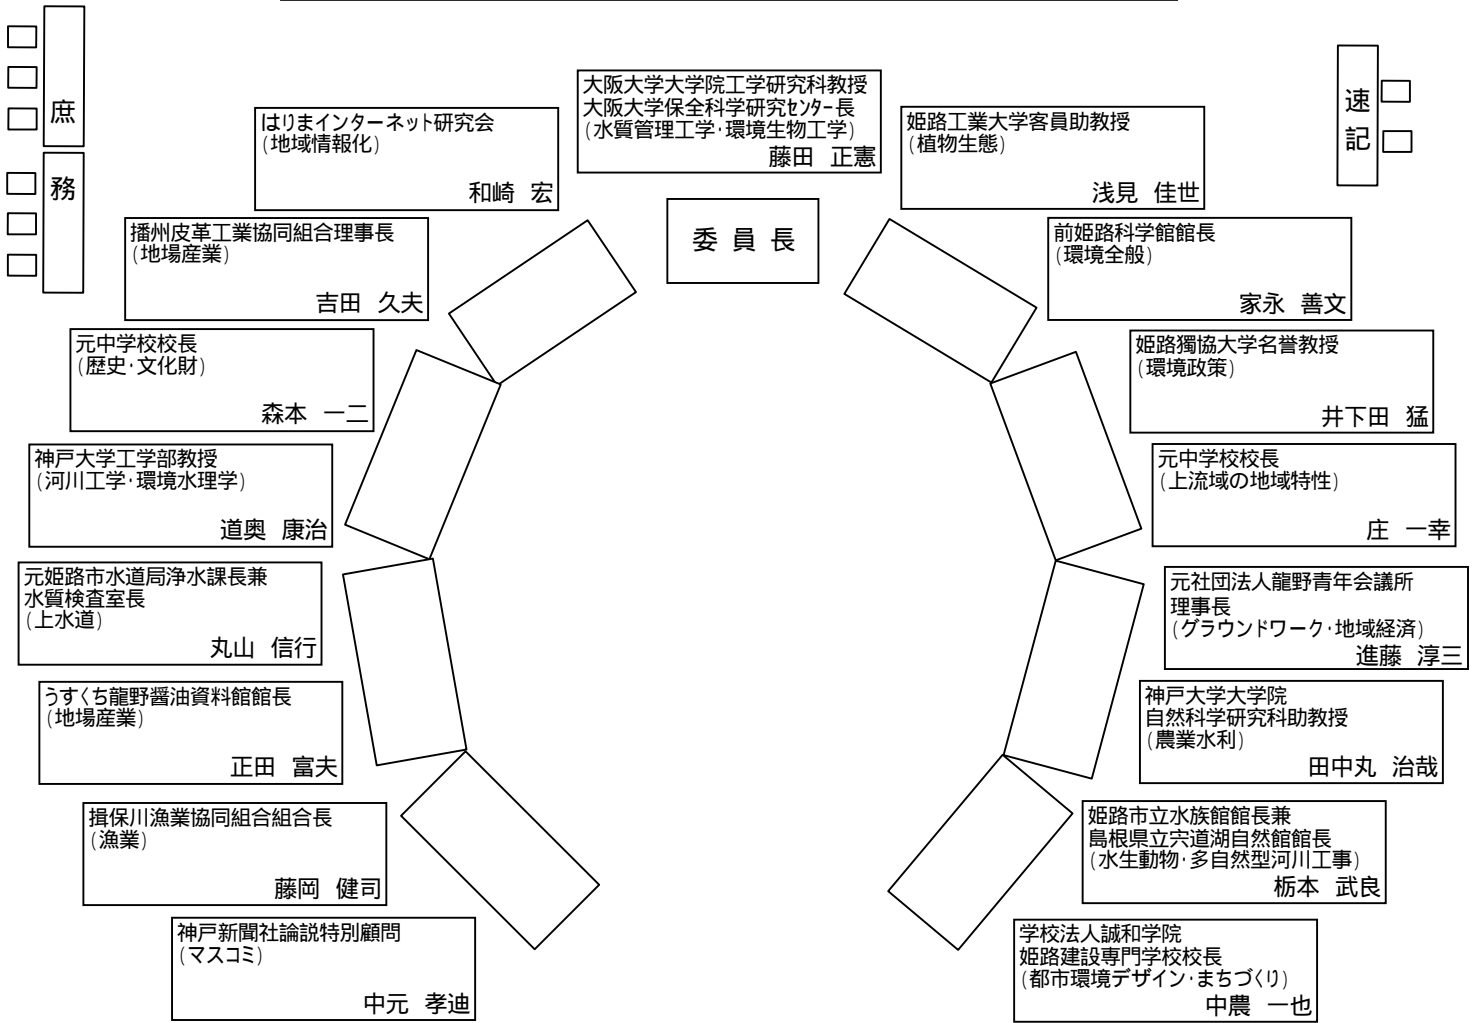 庶
務
速
記
大阪大学大学院工学研究科教授
大阪大学保全科学研究センター長
(水質管理工学・環境生物工学)
藤田 正憲
委員長
はりまインターネット研究会
(地域情報化)
和崎 宏
播州皮革工業協同組合理事長
(地場産業)
吉田 久夫
元中学校校長
(歴史・文化財)
森本 一二
神戸大学工学部教授
(河川工学・環境水理学)
道奥 康治
元姫路市水道局浄水課長兼
水質検査室長
(上水道)
丸山 信行
うすくち龍野醤油資料館館長
(地場産業)
正田 富夫
揖保川漁業協同組合組合長
(漁業)
藤岡 健司
神戸新聞社論説特別顧問
(マスコミ)
中元 孝迪
姫路工業大学客員助教授
(植物生態)
浅見 佳世
前姫路科学館館長
(環境全般)
家永 善文
姫路獨協大学名誉教授
(環境政策)
井下田 猛
元中学校校長
(上流域の地域特性)
庄 一幸
元社団法人龍野青年会議所
理事長
(グラウンドワーク・地域経済)
進藤 淳三
神戸大学大学院
自然科学研究科助教授
(農業水利)
田中丸 治哉
姫路市立水族館館長兼
島根県立宍道湖自然館館長
(水生動物・多自然型河川工事)
栃本 武良
学校法人誠和学院
姫路建設専門学校校長
(都市環境デザイン・まちづくり)
中農 一也